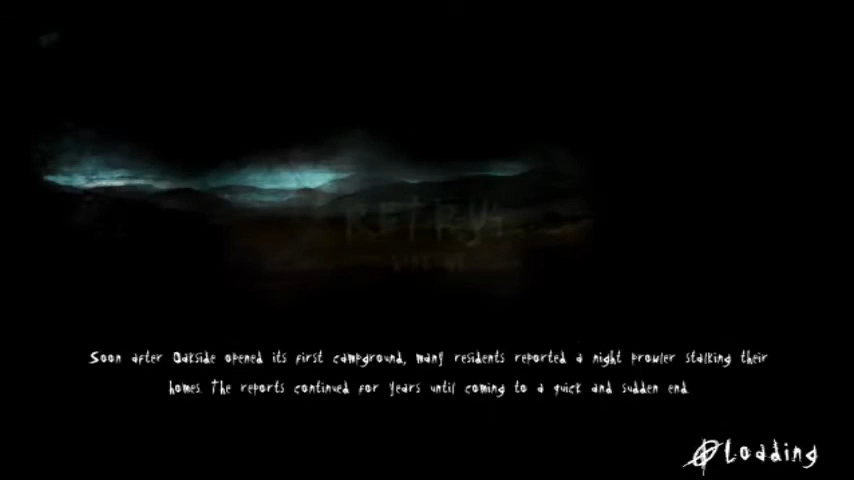 RETRY?
Soon after Oakside opened its first campground, many residents reported a night prowler stalking their
homes. The reports continued for years until coming to a quick and sudden end.
Loading